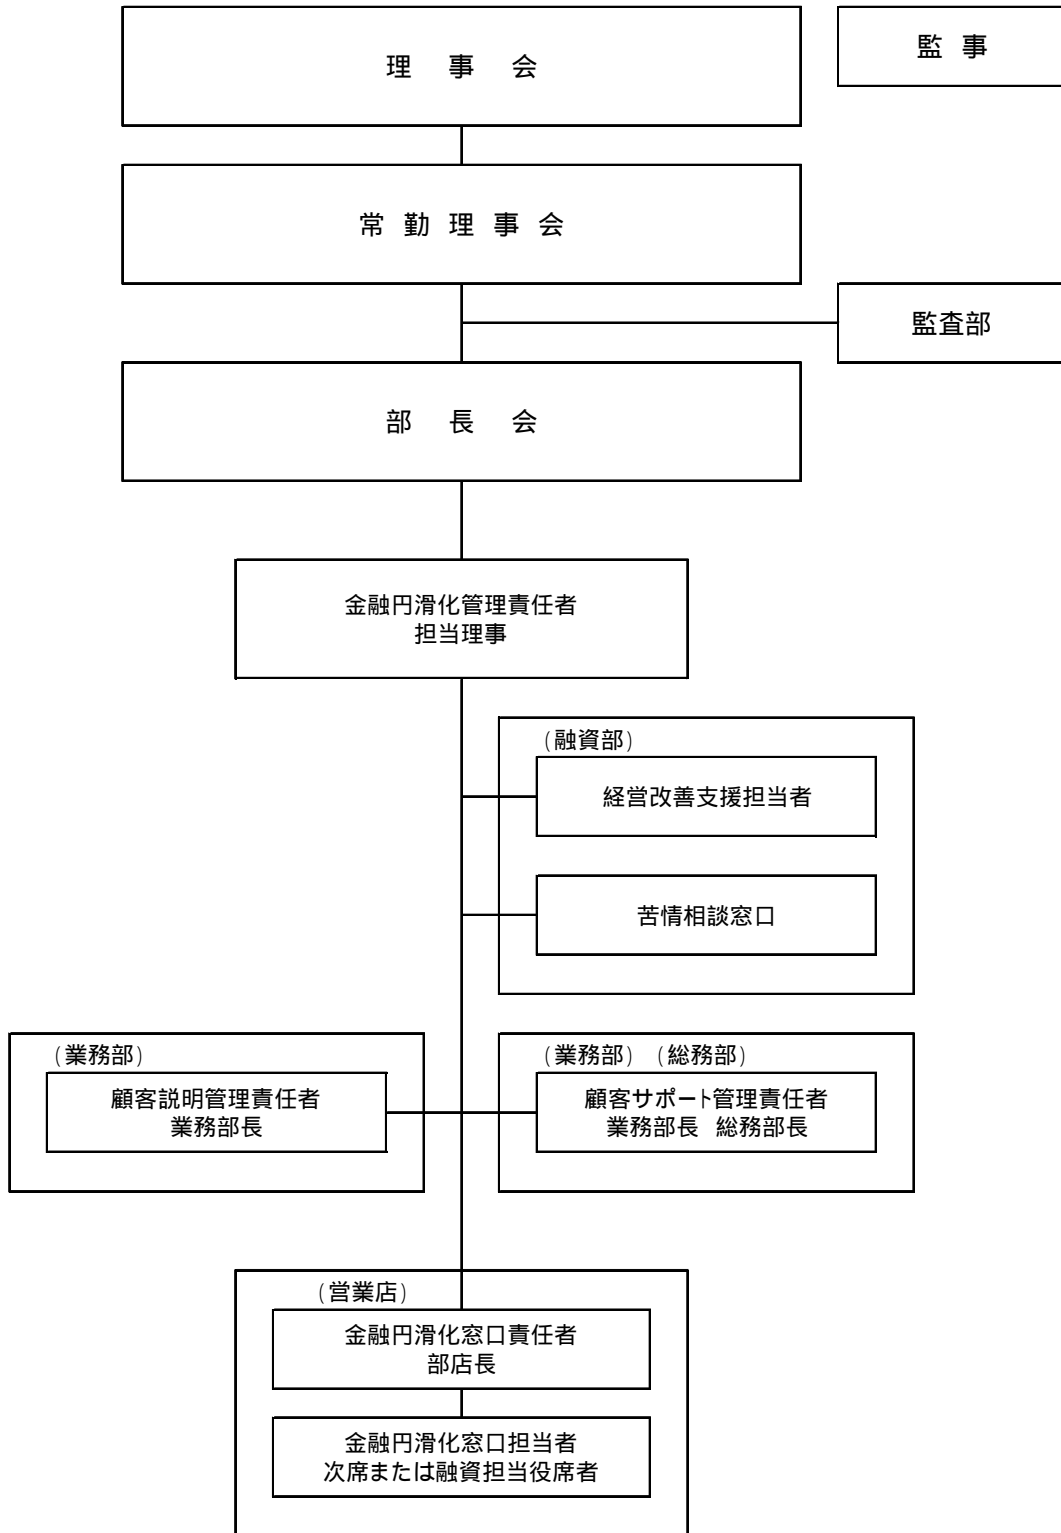 理 事 会
監 事
常 勤 理 事 会
監査部
部 長 会
金融円滑化管理責任者
担当理事
(融資部)
経営改善支援担当者
苦情相談窓口
(業務部)
顧客説明管理責任者
業務部長
(業務部) (総務部)
顧客サポート管理責任者
業務部長 総務部長
(営業店)
金融円滑化窓口責任者
部店長
金融円滑化窓口担当者
次席または融資担当役席者